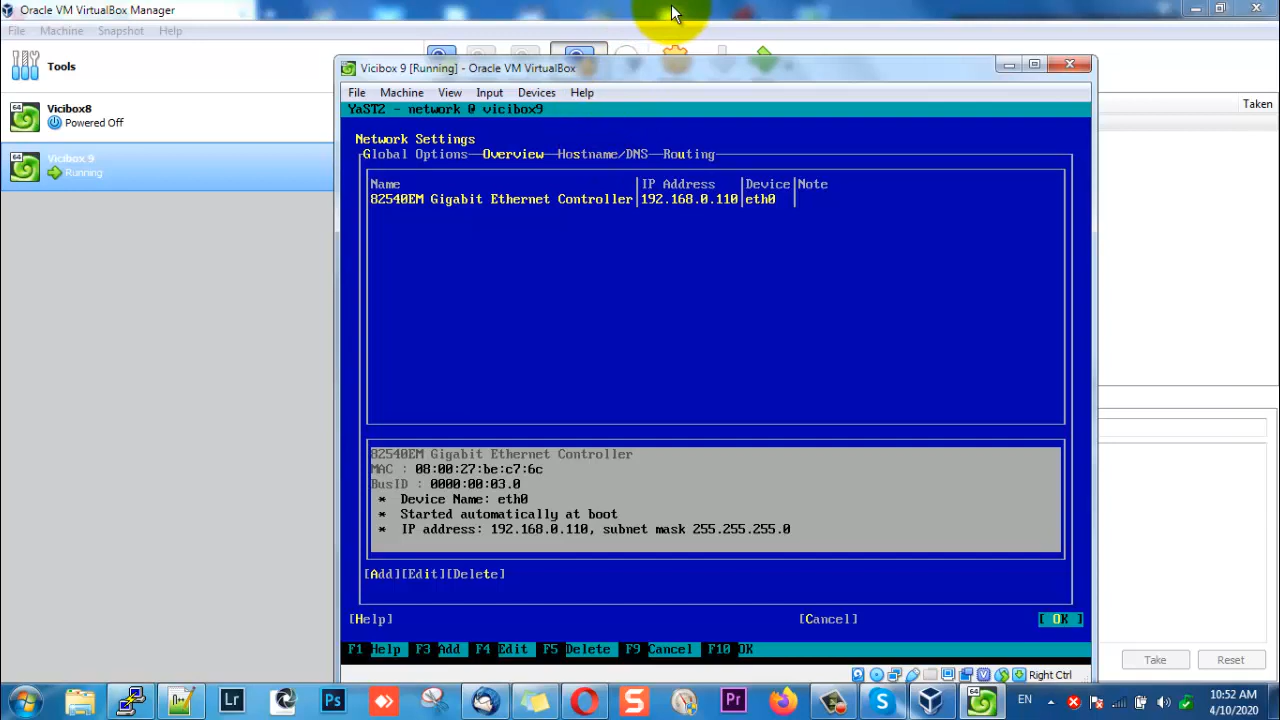 Oracle VM VirtualBox Manager
File Machine Snapshot Help
Tools
Taken
Vicibox8
Powered Off
Vicibox 9
Running
Vicibox 9 [Running] - Oracle VM VirtualBox
File Machine View Input Devices Help
YaST2 - network @ vicibox9
Network Settings
Global Options—Overview—Hostname/DNS—Routing
Name IP Address Device Note
82540EM Gigabit Ethernet Controller 192.168.0.110 eth0
82540EM Gigabit Ethernet Controller
MAC : 08:00:27:be:c7:6c
BusID : 0000:00:03.0
* Device Name: eth0
* Started automatically at boot
* IP address: 192.168.0.110, subnet mask 255.255.255.0
[Add][Edit][Delete]
[Help] [Cancel] [ OK ]
F1 Help F3 Add F4 Edit F5 Delete F9 Cancel F10 OK
Take Reset
Right Ctrl
Lr Ps S Pr S 64 EN
10:52 AM
4/10/2020